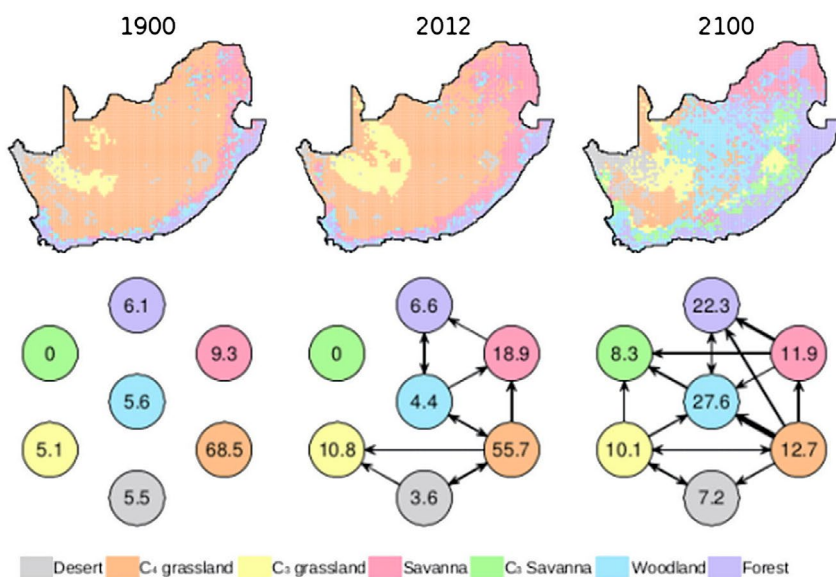 1900 2012 2100
6.1 6.6 22.3
0 9.3 0 18.9 8.3 11.9
5.6 4.4 27.6
5.1 68.5 10.8 55.7 10.1 12.7
5.5 3.6 7.2
Desert C₄ grassland C₃ grassland Savanna C₃ Savanna Woodland Forest